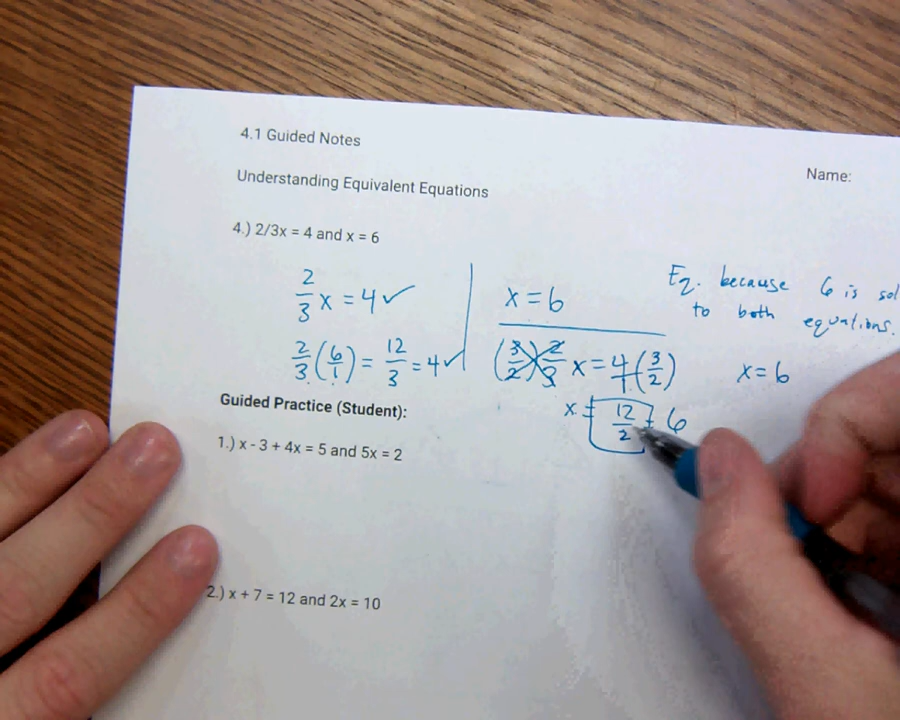 4.1 Guided Notes
Name:
Understanding Equivalent Equations
4.) 2/3x = 4 and x = 6
2/3 x = 4 ✓
x = 6
Eq. because 6 is
to both equations.
2/3 (6/1) = 12/3 = 4 ✓
(3/2) 2/3 x = 4/1 (3/2)
x = 6
x = 12/2 = 6
Guided Practice (Student):
1.) x - 3 + 4x = 5 and 5x = 2
2.) x + 7 = 12 and 2x = 10